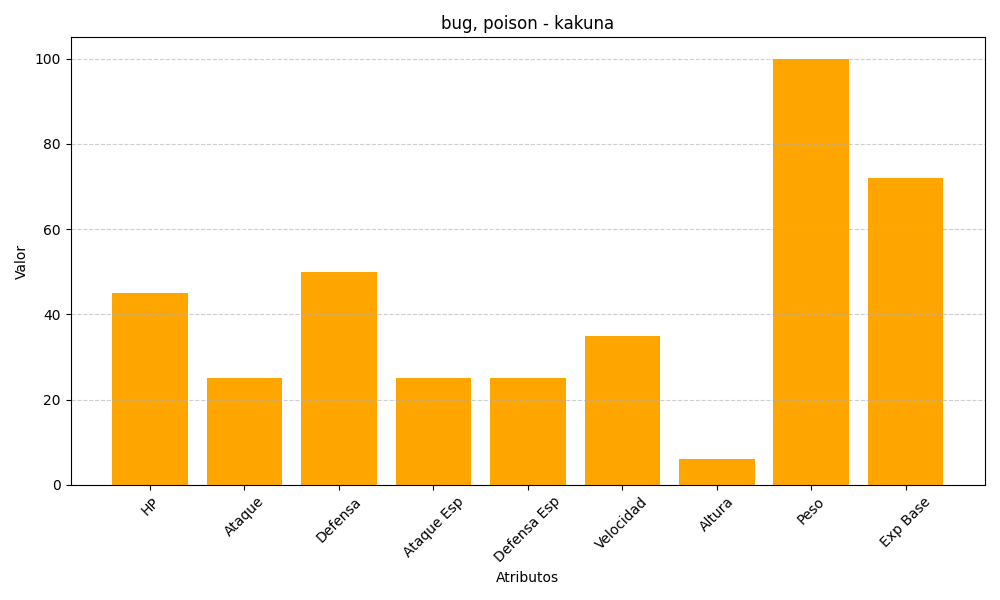 bug, poison - kakuna
Valor
100
80
60
40
20
0
HP
Ataque
Defensa
Ataque Esp
Defensa Esp
Velocidad
Altura
Peso
Exp Base
Atributos